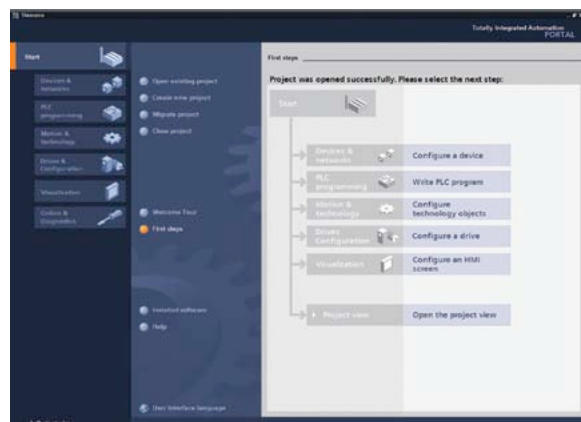 Siemens
Totally Integrated Automation
PORTAL
Start
Devices &
networks
PLC
programming
Motion &
technology
Drives &
Configuration
Visualization
Online &
Diagnostics
Open existing project
Create new project
Migrate project
Close project
Welcome Tour
First steps
Installed software
Help
User interface language
First steps
Project was opened successfully. Please select the next step:
Start
Devices &
networks
Configure a device
PLC
programming
Write PLC program
Motion &
technology
Configure
technology objects
Drives
Configuration
Configure a drive
Visualization
Configure an HMI
screen
Project view
Open the project view